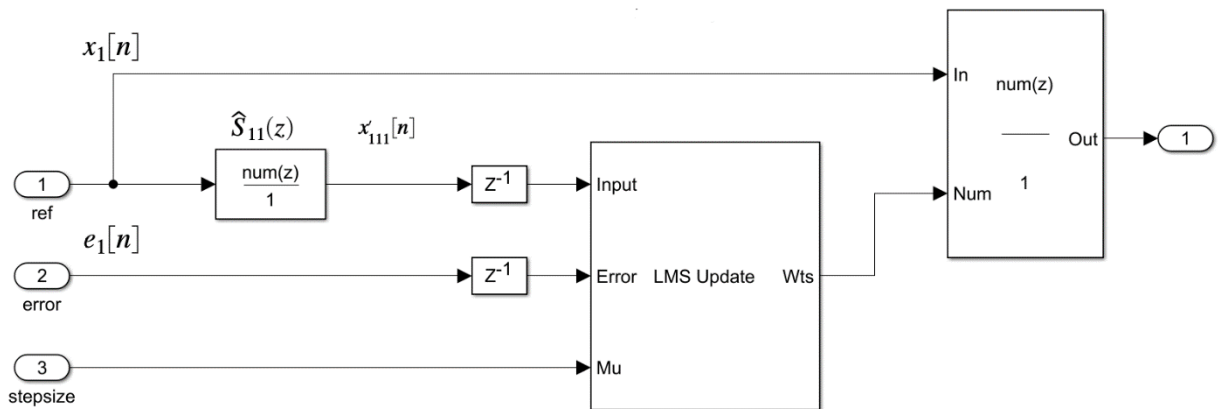 x₁[n]
In
num(z)
1
Out
Num
1
Ŝ₁₁(z)
x′₁₁₁[n]
1
ref
num(z)
1
Z⁻¹
Input
e₁[n]
2
error
Z⁻¹
Error
LMS Update
Wts
3
stepsize
Mu